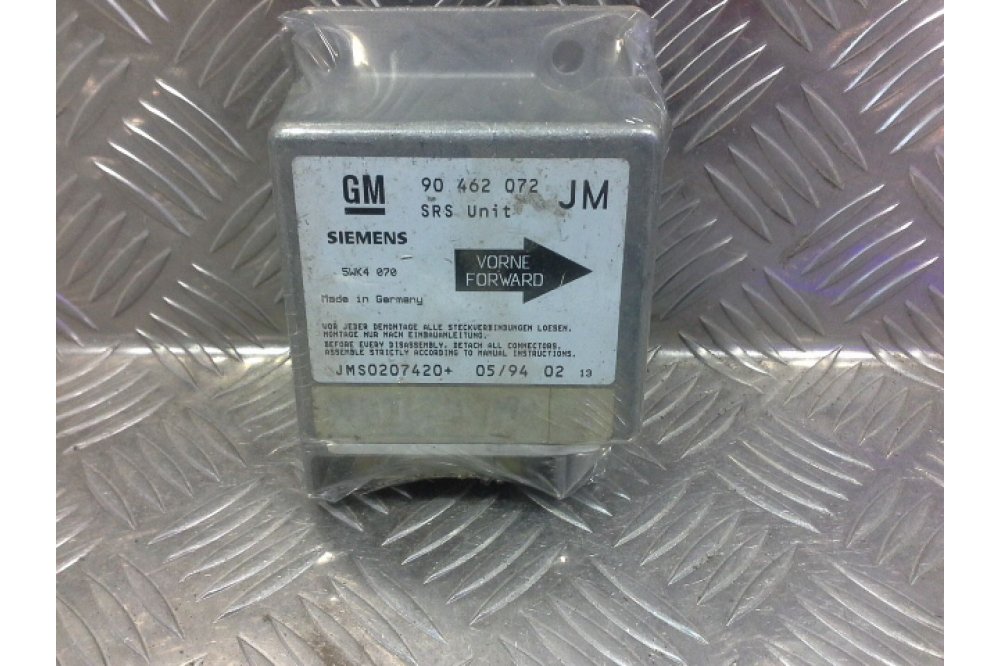 GM 90 462 072 JM
SRS Unit
SIEMENS
5WK4 070
VORNE
FORWARD
Made in Germany
VOR JEDER DEMONTAGE ALLE STECKVERBINDUNGEN LOESEN.
MONTAGE NUR NACH EINBAUANLEITUNG.
BEFORE EVERY DISASSEMBLY, DETACH ALL CONNECTORS.
ASSEMBLE STRICTLY ACCORDING TO MANUAL INSTRUCTIONS.
JMS0207420+ 05/94 02 13